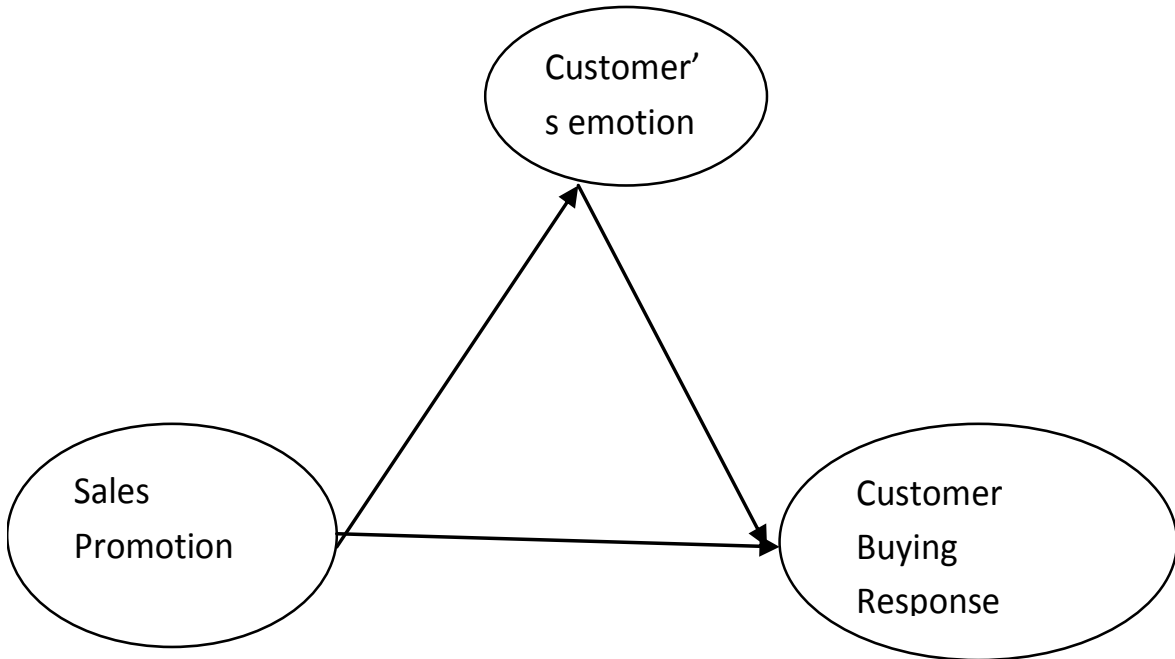 Customer’
s emotion
Sales
Promotion
Customer
Buying
Response